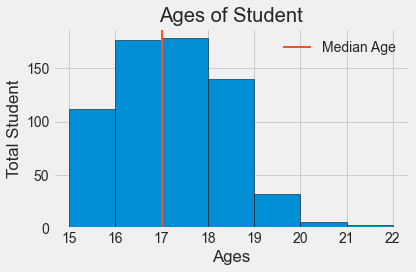 Ages of Student
Median Age
Total Student
150
100
50
0
15 16 17 18 19 20 21 22
Ages